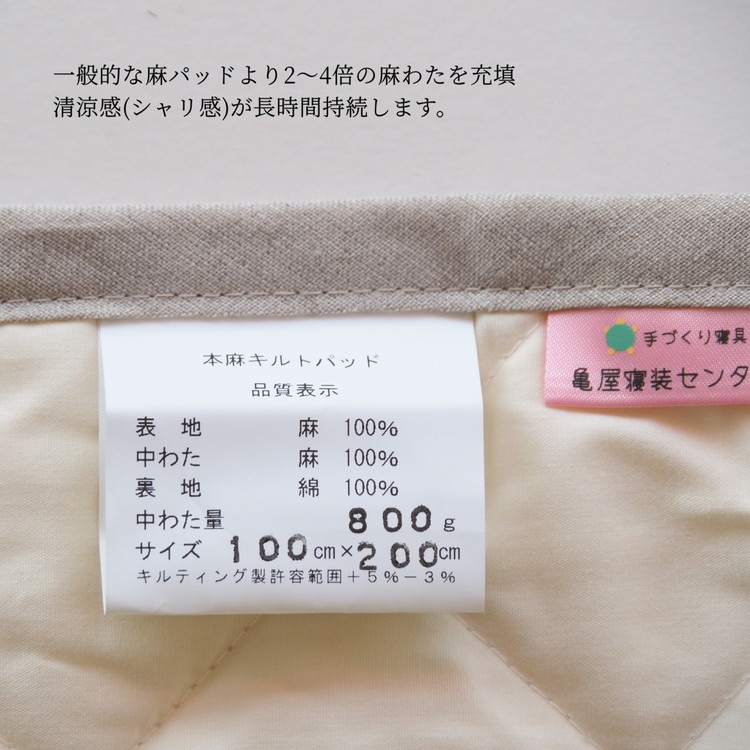 一般的な麻パッドより2〜4倍の麻わたを充填
清涼感(シャリ感)が長時間持続します。
本麻キルトパッド
品質表示
表 地 麻 100%
中わた 麻 100%
裏 地 綿 100%
中わた量 800g
サイズ 100cm×200cm
キルティング製許容範囲+5%-3%
手づくり寝具
亀屋寝装センタ